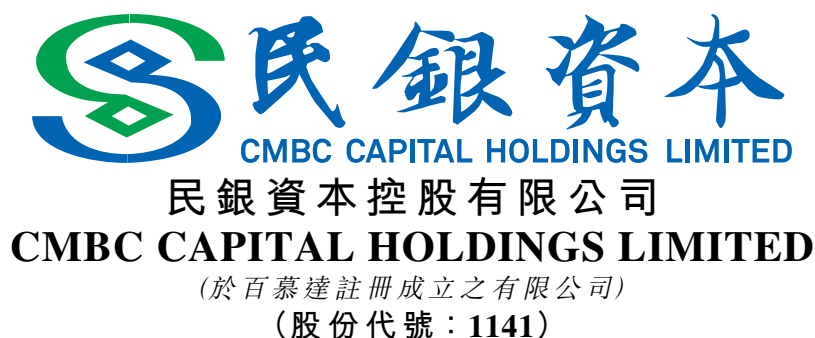 民銀資本
CMBC CAPITAL HOLDINGS LIMITED
民銀資本控股有限公司
CMBC CAPITAL HOLDINGS LIMITED
(於百慕達註冊成立之有限公司)
（股份代號：1141）